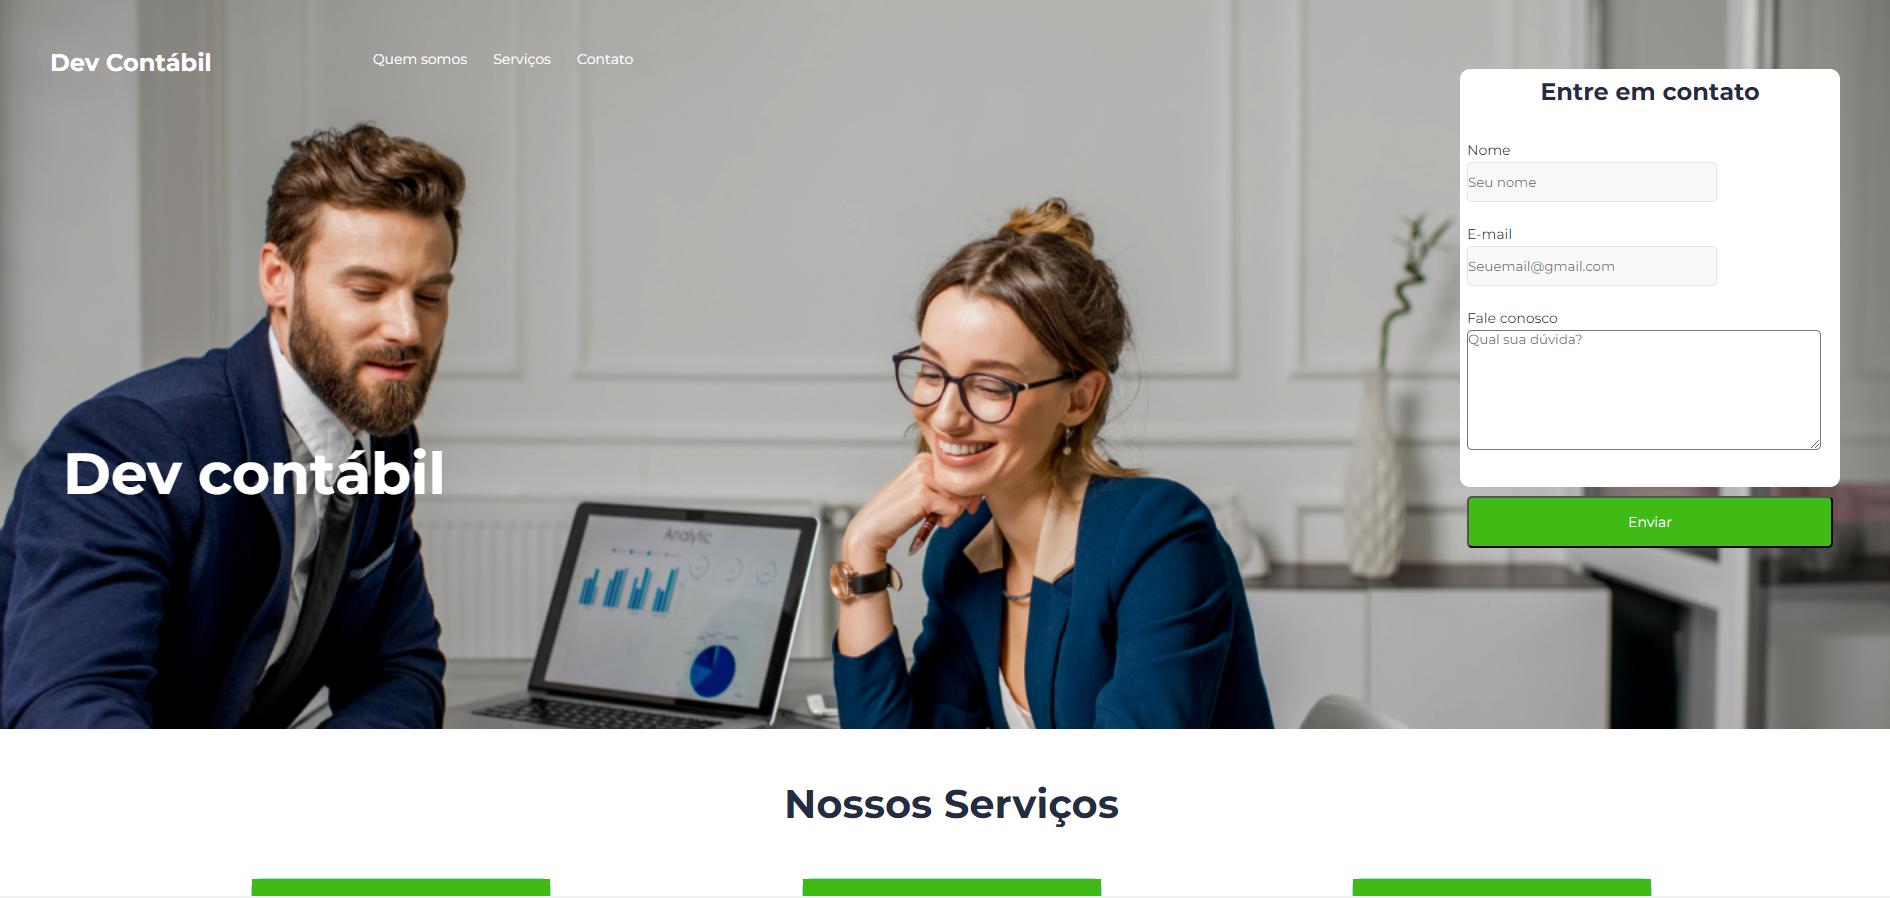 Dev Contábil
Quem somos Serviços Contato
Entre em contato
Nome
Seu nome
E-mail
Seuemail@gmail.com
Fale conosco
Qual sua dúvida?
Enviar
Dev contábil
Analytic
Nossos Serviços